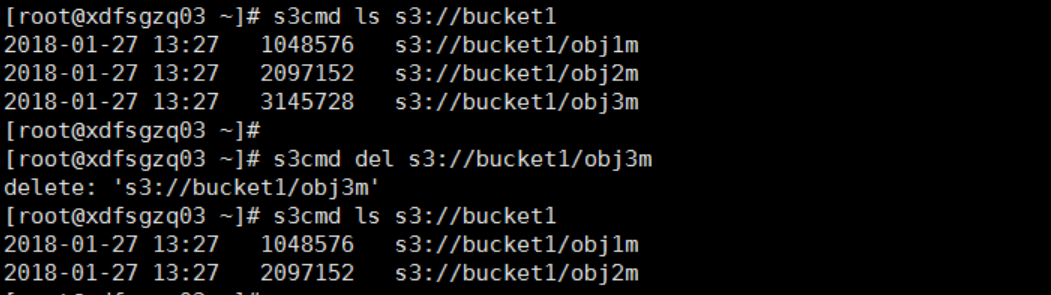 [root@xdfsgzq03 ~]# s3cmd ls s3://bucket1
2018-01-27 13:27   1048576   s3://bucket1/obj1m
2018-01-27 13:27   2097152   s3://bucket1/obj2m
2018-01-27 13:27   3145728   s3://bucket1/obj3m
[root@xdfsgzq03 ~]#
[root@xdfsgzq03 ~]# s3cmd del s3://bucket1/obj3m
delete: 's3://bucket1/obj3m'
[root@xdfsgzq03 ~]# s3cmd ls s3://bucket1
2018-01-27 13:27   1048576   s3://bucket1/obj1m
2018-01-27 13:27   2097152   s3://bucket1/obj2m